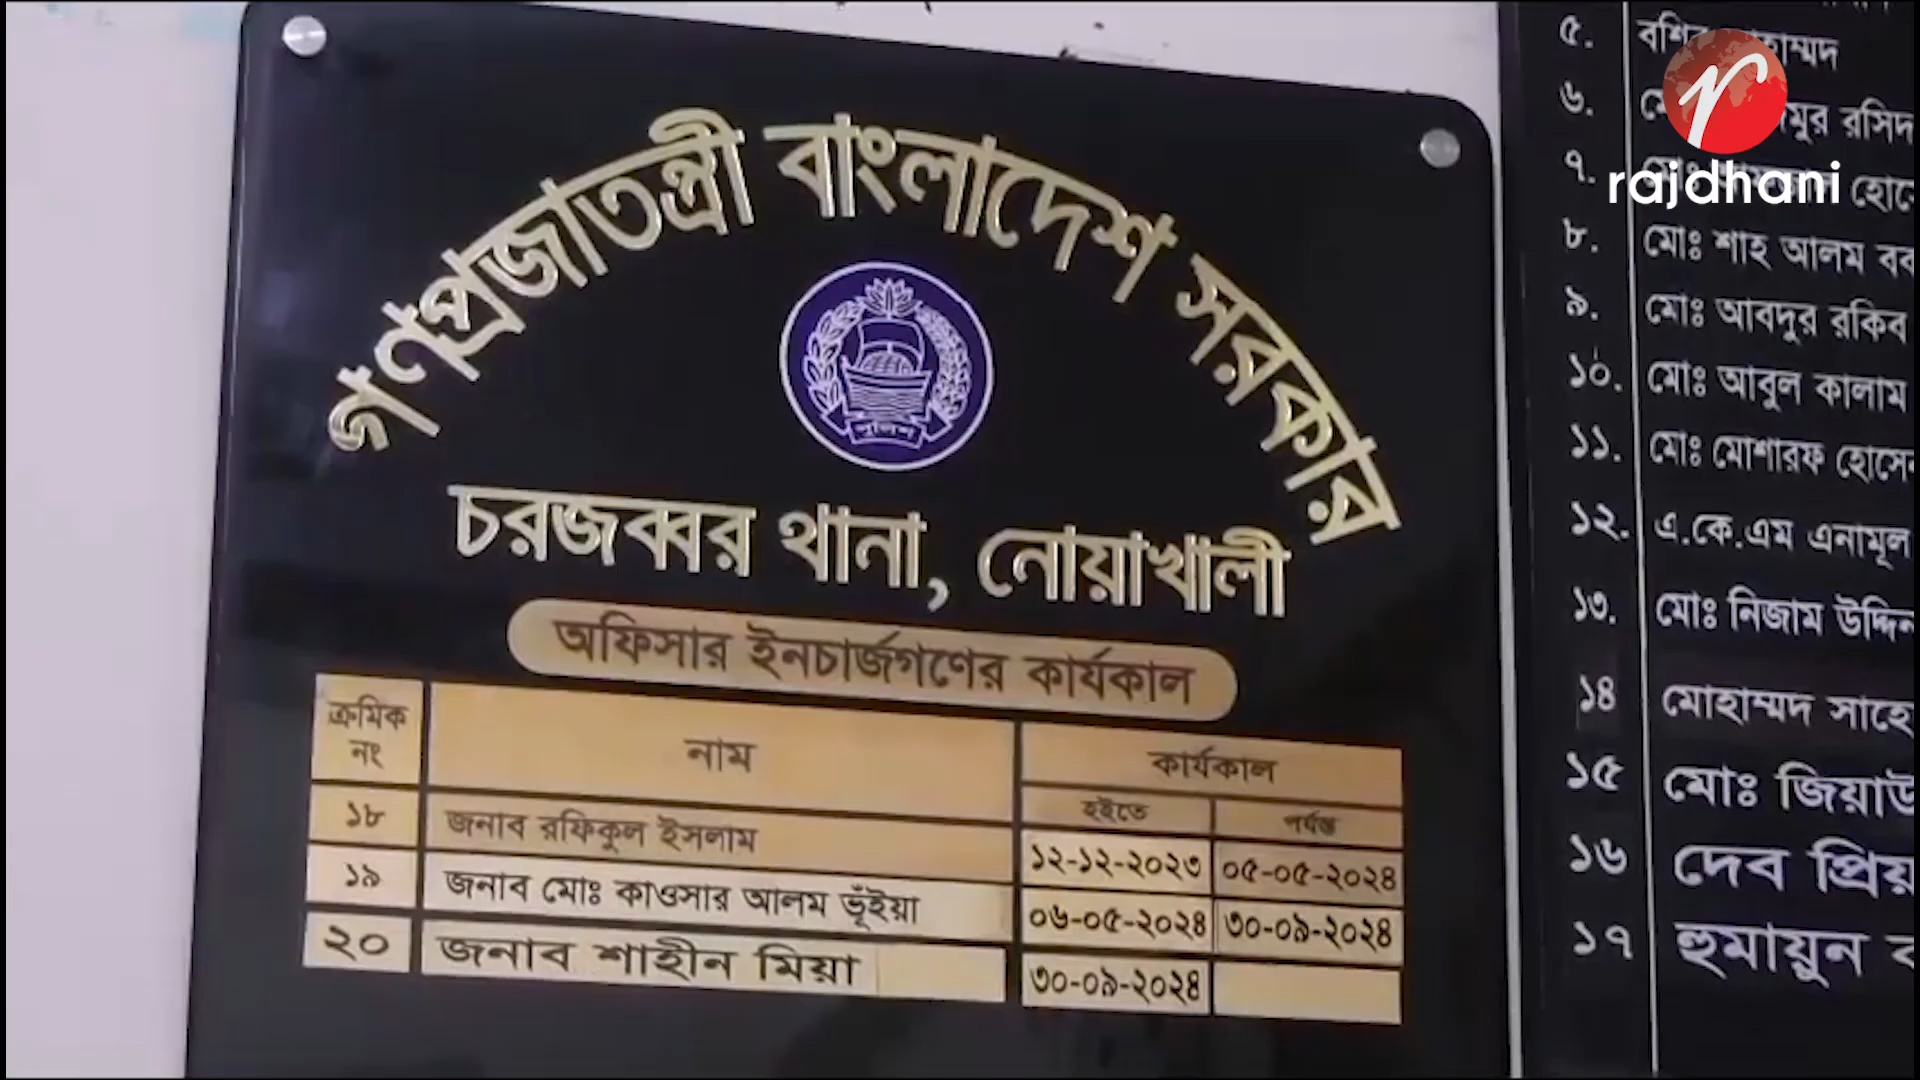 গণপ্রজাতন্ত্রী বাংলাদেশ সরকার
পুলিশ
চরজব্বর থানা, নোয়াখালী
অফিসার ইনচার্জগণের কার্যকাল
ক্রমিক নং নাম কার্যকাল
হইতে পর্যন্ত
১৮ জনাব রফিকুল ইসলাম ১২-১২-২০২৩ ০৫-০৫-২০২৪
১৯ জনাব মোঃ কাওসার আলম ভূঁইয়া ০৬-০৫-২০২৪ ৩০-০৯-২০২৪
২০ জনাব শাহীন মিয়া ৩০-০৯-২০২৪
rajdhani
৫.
৬. রসিদ
৭.
৮. মোঃ শাহ আলম
৯. মোঃ আবদুর রকিব
১০. মোঃ আবুল কালাম
১১. মোঃ মোশারফ
১২. এ.কে.এম এনামূল
১৩. মোঃ নিজাম
১৪ মোহাম্মদ
১৫ মোঃ
১৬ দেব
১৭ হুমায়ুন